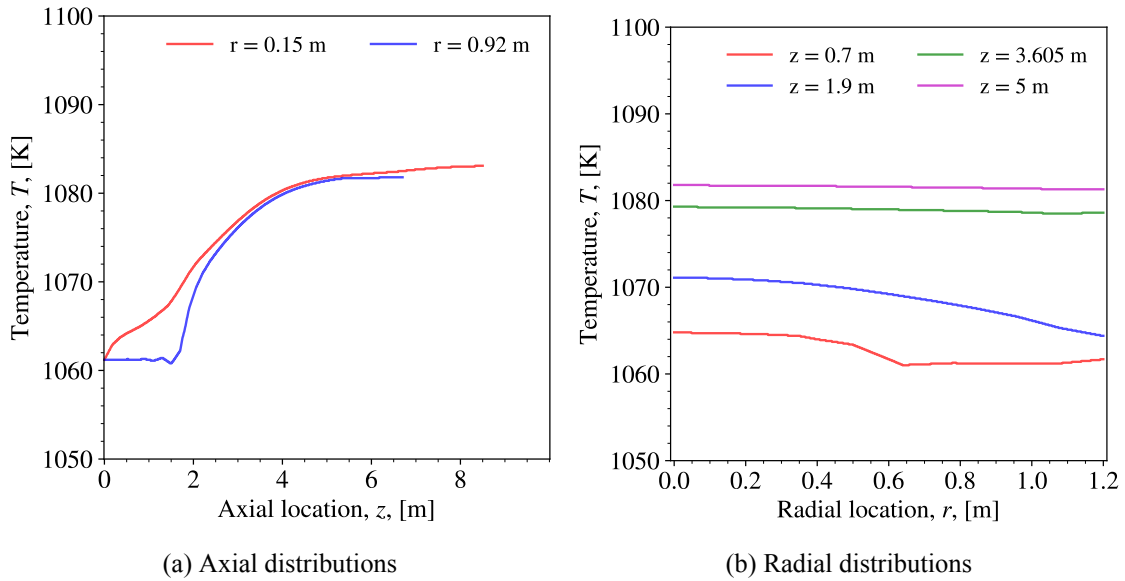 1100
1090
1080
1070
1060
1050
Temperature, T, [K]
r = 0.15 m
r = 0.92 m
0
2
4
6
8
Axial location, z, [m]
(a) Axial distributions
1100
1090
1080
1070
1060
1050
Temperature, T, [K]
z = 0.7 m
z = 1.9 m
z = 3.605 m
z = 5 m
0.0
0.2
0.4
0.6
0.8
1.0
1.2
Radial location, r, [m]
(b) Radial distributions